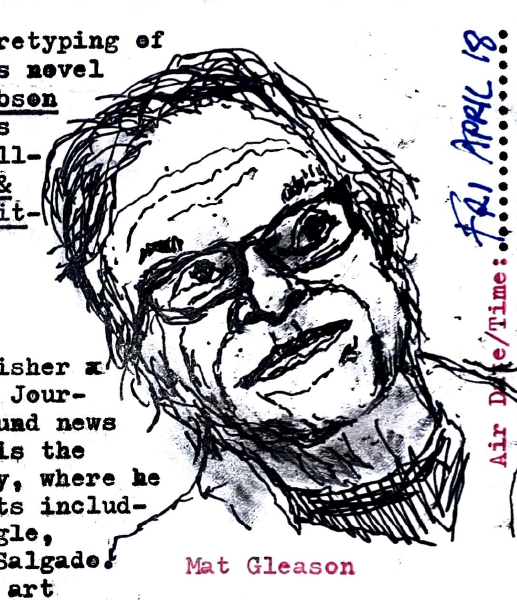 retyping of
s novel
bson
s
ll-
&
it-
isher x
Jour-
und news
is the
y, where he
ts includ-
gle,
Salgado.
art
Mat Gleason
Air Date/Time:
FRI APRIL 18